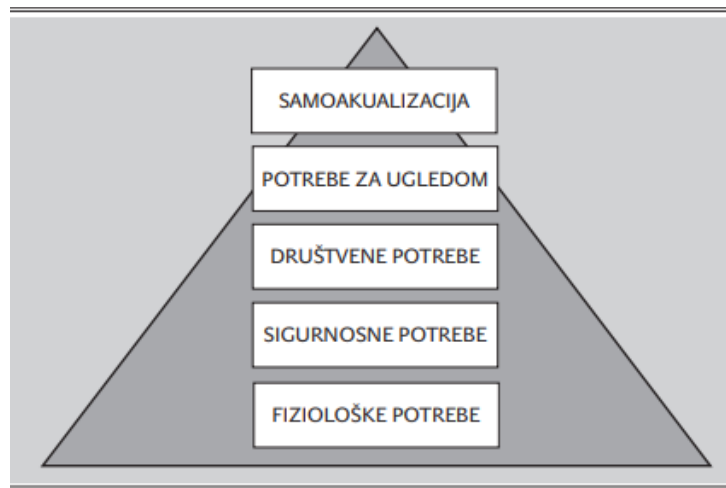 SAMOAKUALIZACIJA
POTREBE ZA UGLEDOM
DRUŠTVENE POTREBE
SIGURNOSNE POTREBE
FIZIOLOŠKE POTREBE